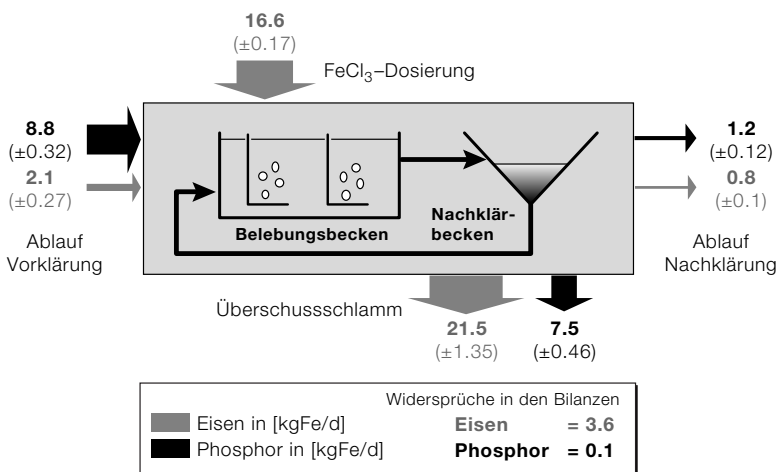 16.6
(±0.17)
FeCl₃–Dosierung
8.8
(±0.32)
2.1
(±0.27)
Ablauf
Vorklärung
1.2
(±0.12)
0.8
(±0.1)
Ablauf
Nachklärung
Belebungsbecken
Nachklär-
becken
Überschussschlamm
21.5
(±1.35)
7.5
(±0.46)
Widersprüche in den Bilanzen
Eisen in [kgFe/d] Eisen = 3.6
Phosphor in [kgFe/d] Phosphor = 0.1